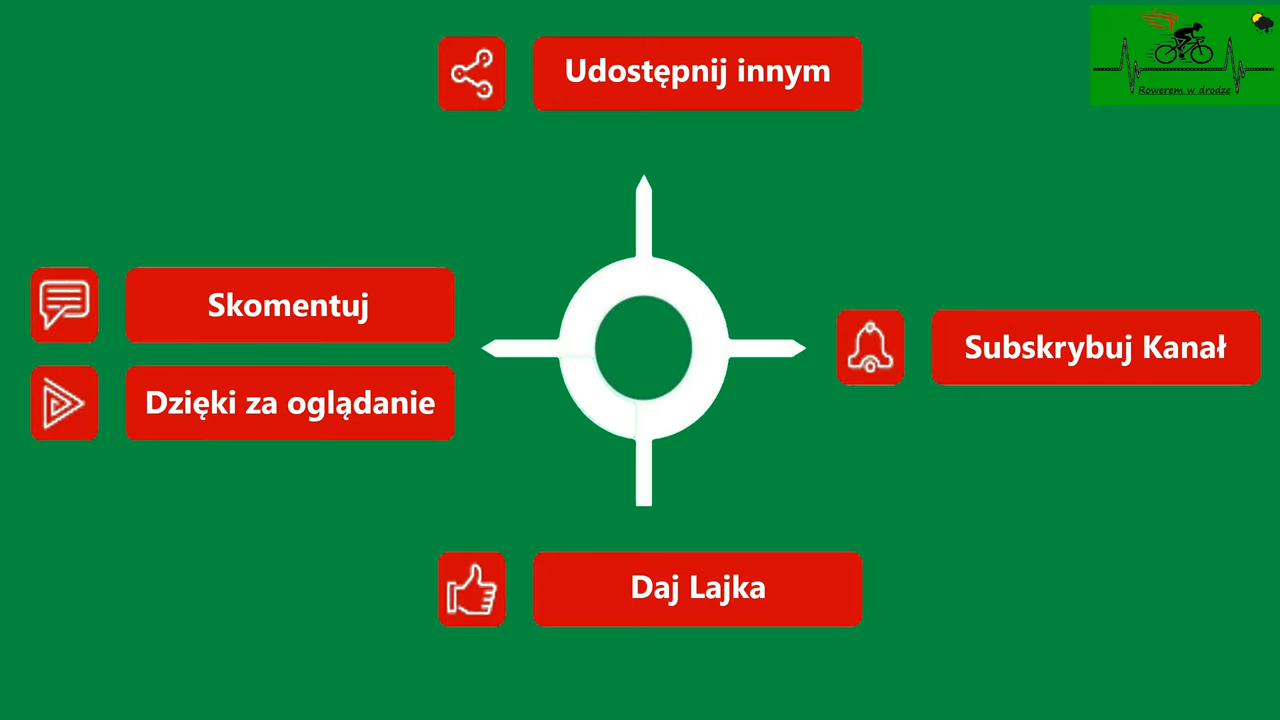 Udostępnij innym
Rowerem w drodze
Skomentuj
Subskrybuj Kanał
Dzięki za oglądanie
Daj Lajka